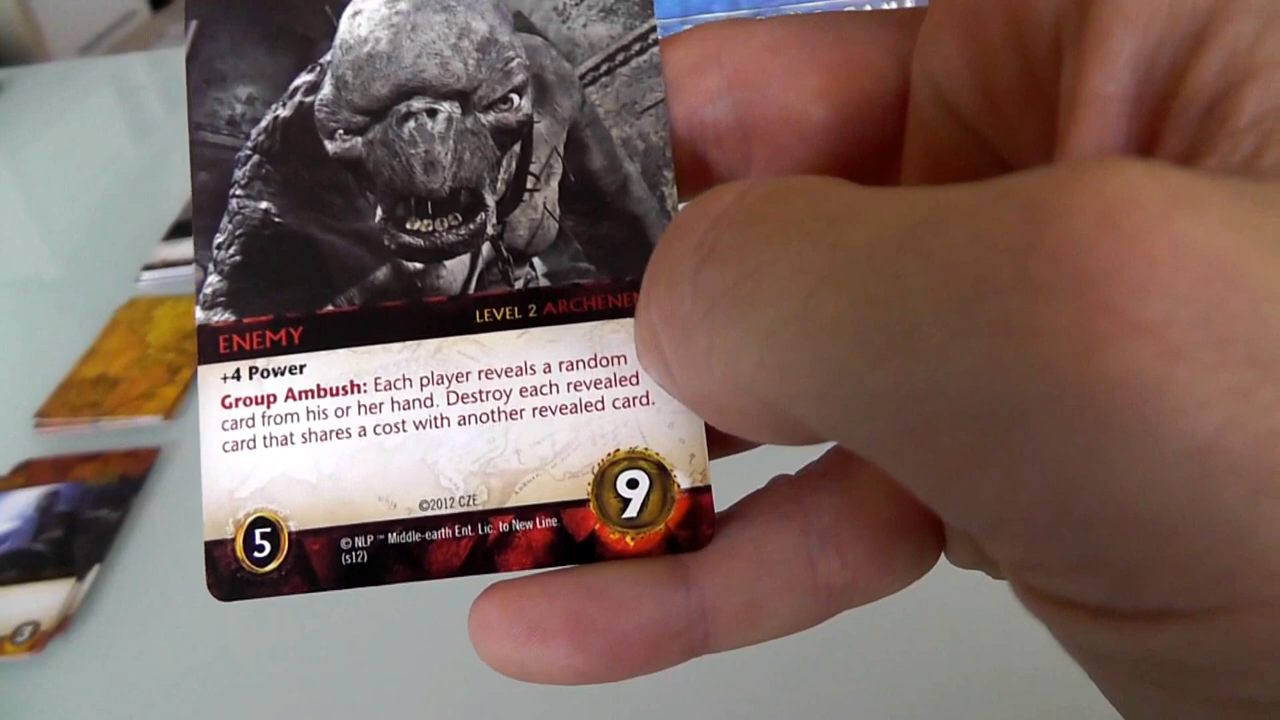 ENEMY
LEVEL 2 ARCHENE
+4 Power
Group Ambush: Each player reveals a random
card from his or her hand. Destroy each revealed
card that shares a cost with another revealed card.
©2012 CZE
5
9
© NLP ™ Middle-earth Ent. Lic. to New Line.
(s12)
3